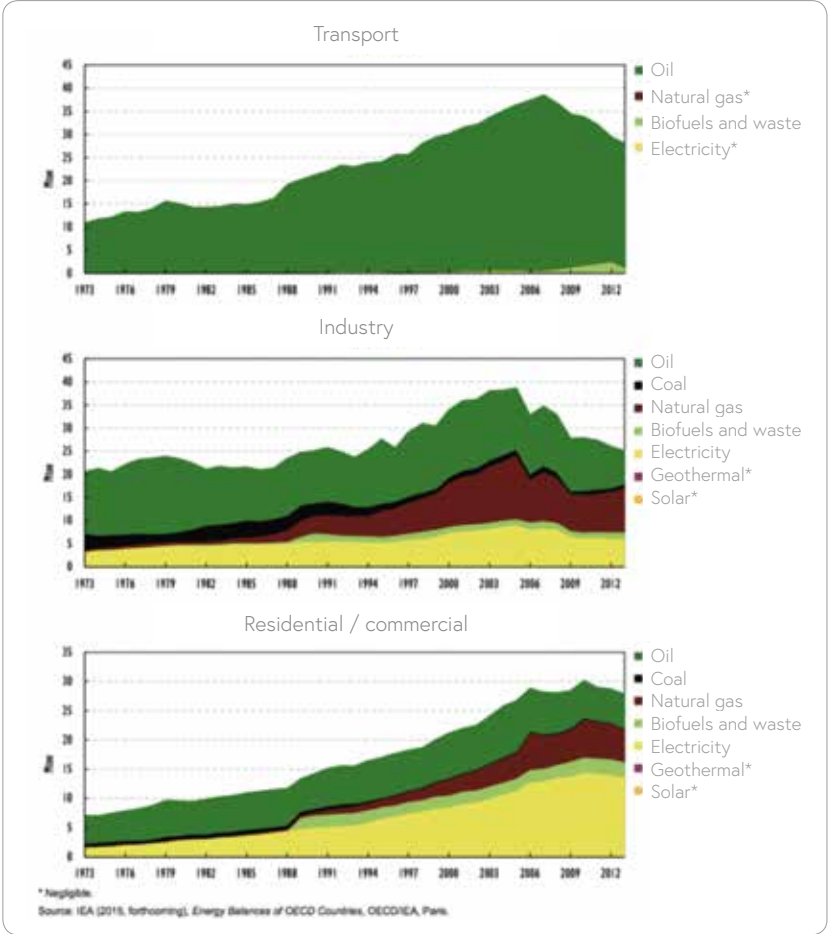 Transport
45
40
35
30
25
20
15
10
5
0
Mtoe
1973 1976 1979 1982 1985 1988 1991 1994 1997 2000 2003 2006 2009 2012
Oil
Natural gas*
Biofuels and waste
Electricity*
Industry
45
40
35
30
25
20
15
10
5
0
Mtoe
1973 1976 1979 1982 1985 1988 1991 1994 1997 2000 2003 2006 2009 2012
Oil
Coal
Natural gas
Biofuels and waste
Electricity
Geothermal*
Solar*
Residential / commercial
35
30
25
20
15
10
5
0
Mtoe
1973 1976 1979 1982 1985 1988 1991 1994 1997 2000 2003 2006 2009 2012
Oil
Coal
Natural gas
Biofuels and waste
Electricity
Geothermal*
Solar*
* Negligible.
Source: IEA (2015, forthcoming), Energy Balances of OECD Countries, OECD/IEA, Paris.